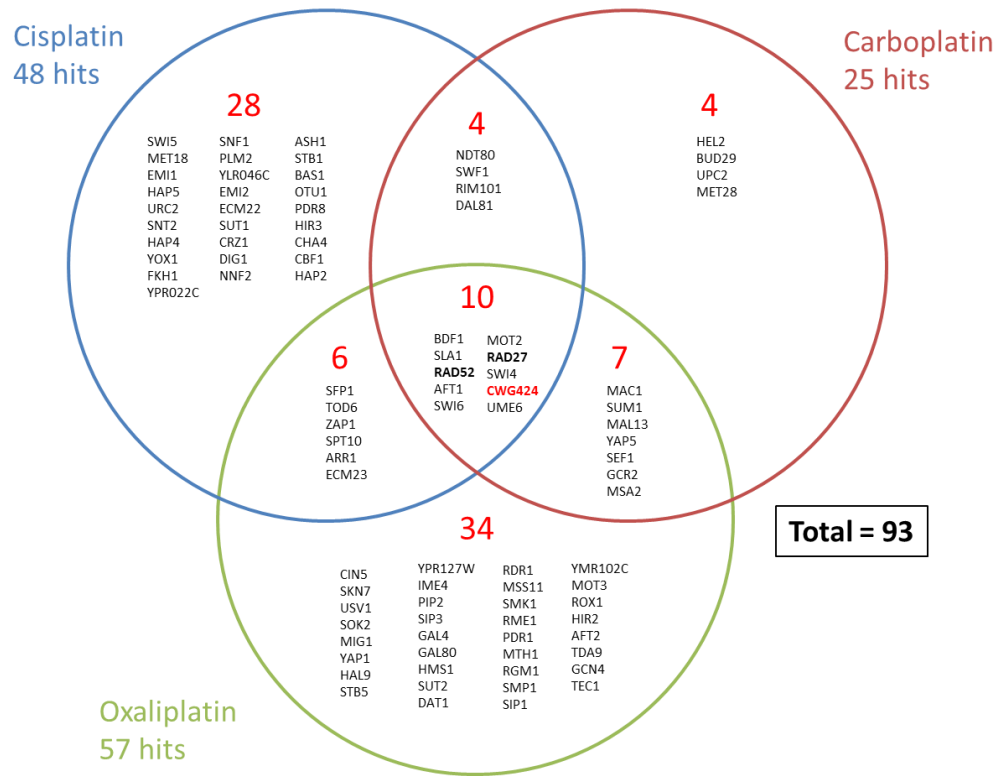 Cisplatin
48 hits
Carboplatin
25 hits
28
SWI5
MET18
EMI1
HAP5
URC2
SNT2
HAP4
YOX1
FKH1
YPR022C
SNF1
PLM2
YLR046C
EMI2
ECM22
SUT1
CRZ1
DIG1
NNF2
ASH1
STB1
BAS1
OTU1
PDR8
HIR3
CHA4
CBF1
HAP2
4
NDT80
SWF1
RIM101
DAL81
4
HEL2
BUD29
UPC2
MET28
10
BDF1
SLA1
RAD52
AFT1
SWI6
MOT2
RAD27
SWI4
CWG424
UME6
6
SFP1
TOD6
ZAP1
SPT10
ARR1
ECM23
7
MAC1
SUM1
MAL13
YAP5
SEF1
GCR2
MSA2
34
CIN5
SKN7
USV1
SOK2
MIG1
YAP1
HAL9
STB5
YPR127W
IME4
PIP2
SIP3
GAL4
GAL80
HMS1
SUT2
DAT1
RDR1
MSS11
SMK1
RME1
PDR1
MTH1
RGM1
SMP1
SIP1
YMR102C
MOT3
ROX1
HIR2
AFT2
TDA9
GCN4
TEC1
Total = 93
Oxaliplatin
57 hits